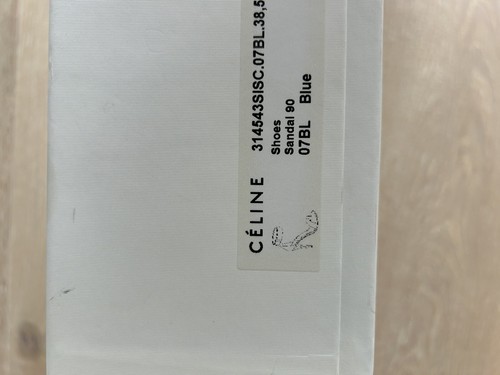 CÉLINE 314543SISC.07BL.38,5
Shoes
Sandal 90
07BL Blue